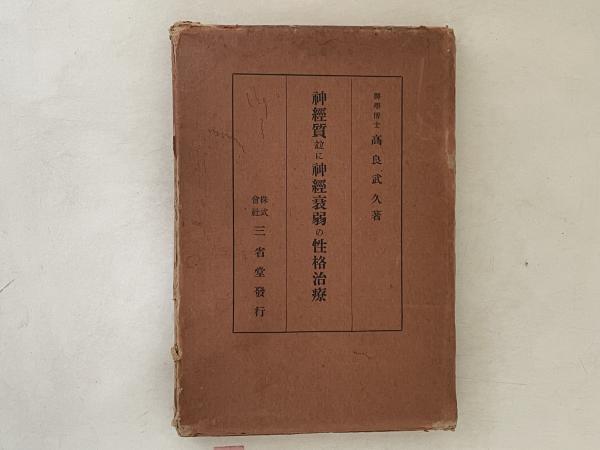 醫學博士 高良武久著
神經質竝に神經衰弱の性格治療
株式會社 三省堂發行